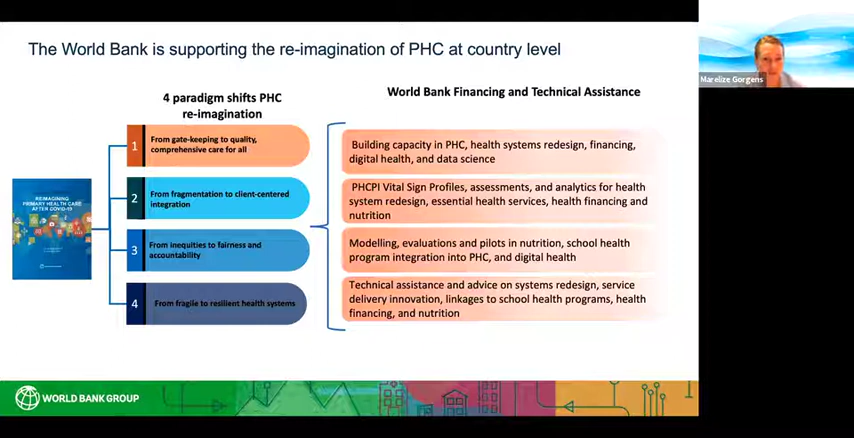 The World Bank is supporting the re-imagination of PHC at country level
Marelize Gorgens
4 paradigm shifts PHC
re-imagination
World Bank Financing and Technical Assistance
1
From gate-keeping to quality,
comprehensive care for all
2
From fragmentation to client-centered
integration
3
From inequities to fairness and
accountability
4
From fragile to resilient health systems
REIMAGINING
PRIMARY HEALTH CARE
AFTER COVID-19
Building capacity in PHC, health systems redesign, financing,
digital health, and data science
PHCPI Vital Sign Profiles, assessments, and analytics for health
system redesign, essential health services, health financing and
nutrition
Modelling, evaluations and pilots in nutrition, school health
program integration into PHC, and digital health
Technical assistance and advice on systems redesign, service
delivery innovation, linkages to school health programs, health
financing, and nutrition
WORLD BANK GROUP